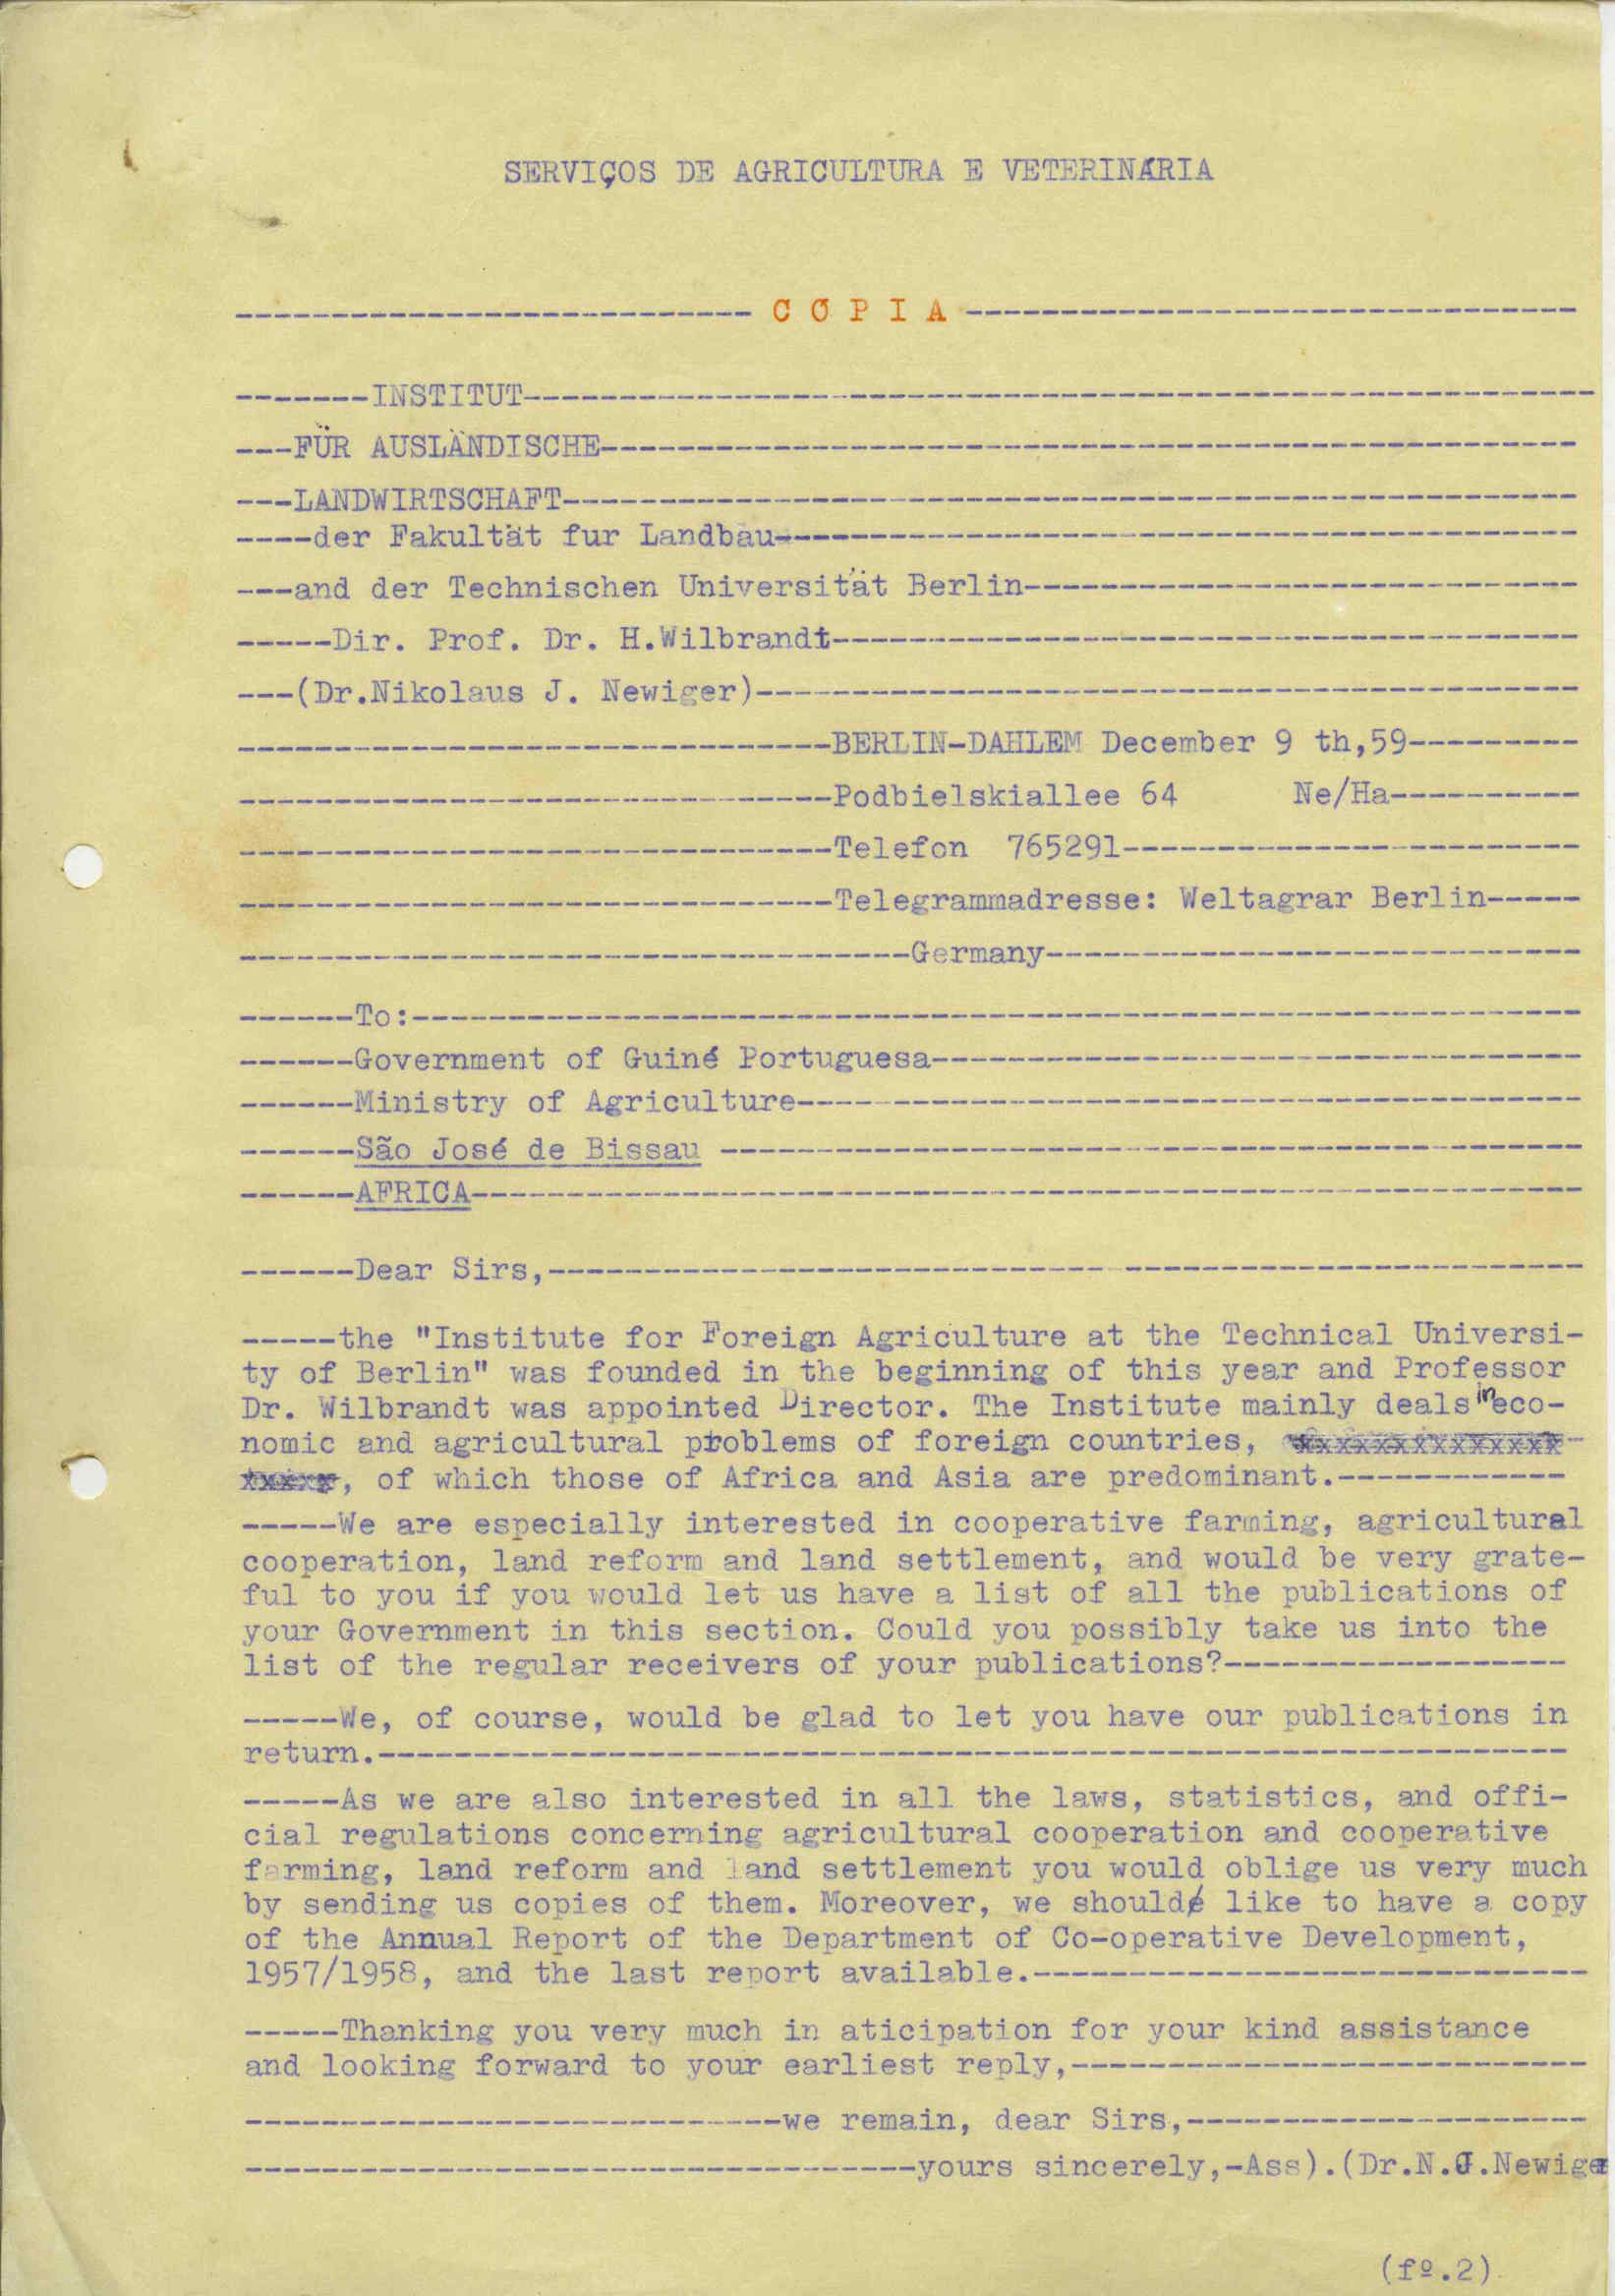 SERVIÇOS DE AGRICULTURA E VETERINÁRIA
--------------------------- C Ó P I A --------------------------------
-------INSTITUT--------------------------------------------------------
---FÜR AUSLÄNDISCHE---------------------------------------------------
---LANDWIRTSCHAFT-----------------------------------------------------
----der Fakultät fur Landbau------------------------------------------
---and der Technischen Universität Berlin-----------------------------
-----Dir. Prof. Dr. H.Wilbrandt---------------------------------------
---(Dr.Nikolaus J. Newiger)-------------------------------------------
-------------------------------BERLIN-DAHLEM December 9 th,59---------
-------------------------------Podbielskiallee 64      Ne/Ha----------
-------------------------------Telefon  765291------------------------
-------------------------------Telegrammadresse: Weltagrar Berlin-----
-----------------------------------Germany----------------------------
------To:-------------------------------------------------------------
------Government of Guiné Portuguesa----------------------------------
------Ministry of Agriculture-----------------------------------------
------São José de Bissau ---------------------------------------------
------AFRICA----------------------------------------------------------
------Dear Sirs,------------------------------------------------------
-----the "Institute for Foreign Agriculture at the Technical Universi-
ty of Berlin" was founded in the beginning of this year and Professor
Dr. Wilbrandt was appointed Director. The Institute mainly deals in eco-
nomic and agricultural problems of foreign countries, xxxxxxxxxxxxxx-
xxxxx, of which those of Africa and Asia are predominant.------------
-----We are especially interested in cooperative farming, agricultural
cooperation, land reform and land settlement, and would be very grate-
ful to you if you would let us have a list of all the publications of
your Government in this section. Could you possibly take us into the
list of the regular receivers of your publications?------------------
-----We, of course, would be glad to let you have our publications in
return.--------------------------------------------------------------
-----As we are also interested in all the laws, statistics, and offi-
cial regulations concerning agricultural cooperation and cooperative
farming, land reform and land settlement you would oblige us very much
by sending us copies of them. Moreover, we should like to have a copy
of the Annual Report of the Department of Co-operative Development,
1957/1958, and the last report available.-----------------------------
-----Thanking you very much in aticipation for your kind assistance
and looking forward to your earliest reply,---------------------------
----------------------------we remain, dear Sirs,---------------------
-----------------------------------yours sincerely,-Ass).(Dr.N.J.Newiger
(fº.2)